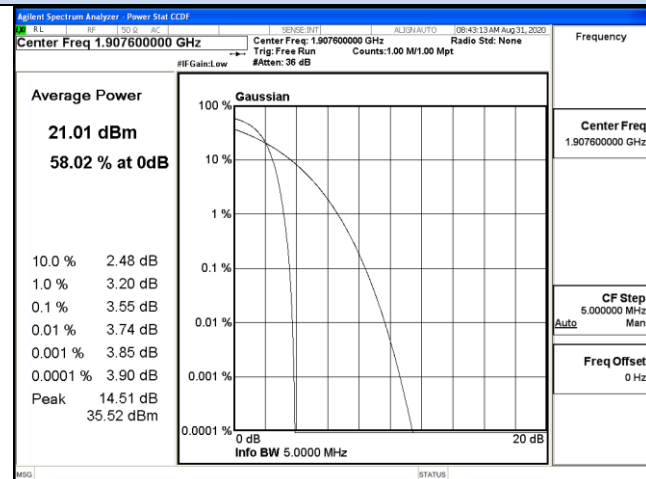 Agilent Spectrum Analyzer - Power Stat CCDF
RL RF 50 Ω AC SENSE:INT ALIGNAUTO 08:43:13 AM Aug 31, 2020
Center Freq 1.907600000 GHz
Center Freq: 1.907600000 GHz Radio Std: None
Trig: Free Run Counts:1.00 M/1.00 Mpt
#IFGain:Low #Atten: 36 dB
Frequency
Average Power
21.01 dBm
58.02 % at 0dB
10.0 % 2.48 dB
1.0 % 3.20 dB
0.1 % 3.55 dB
0.01 % 3.74 dB
0.001 % 3.85 dB
0.0001 % 3.90 dB
Peak 14.51 dB
35.52 dBm
Gaussian
100 %
10 %
1 %
0.1 %
0.01 %
0.001 %
0.0001 %
0 dB 20 dB
Info BW 5.0000 MHz
Center Freq
1.907600000 GHz
CF Step
5.000000 MHz
Auto Man
Freq Offset
0 Hz
MSG STATUS